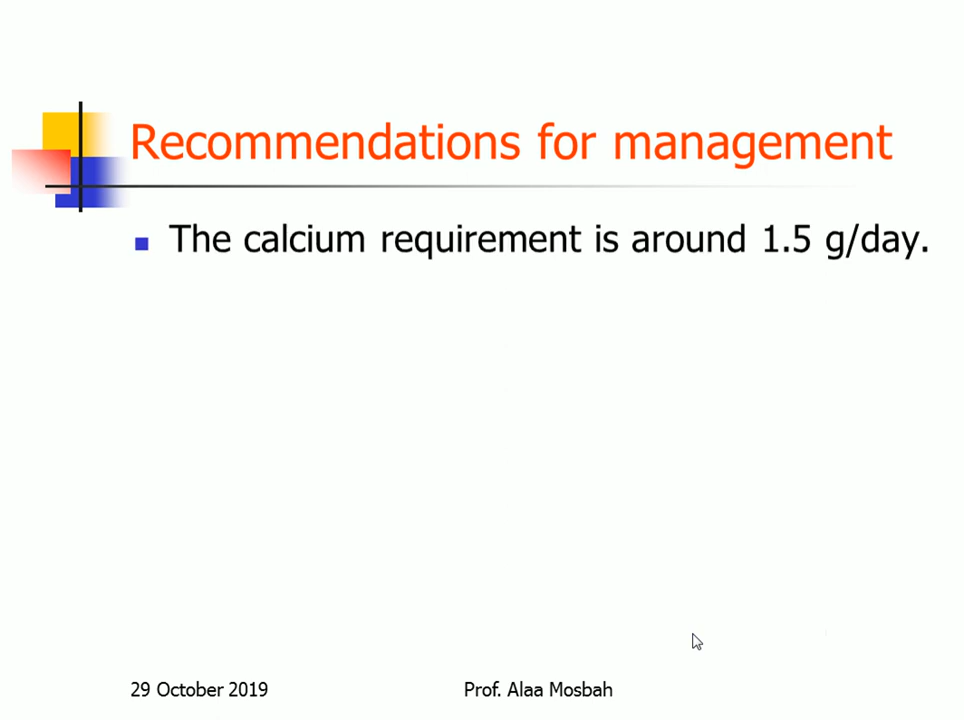 Recommendations for management
The calcium requirement is around 1.5 g/day.
29 October 2019
Prof. Alaa Mosbah